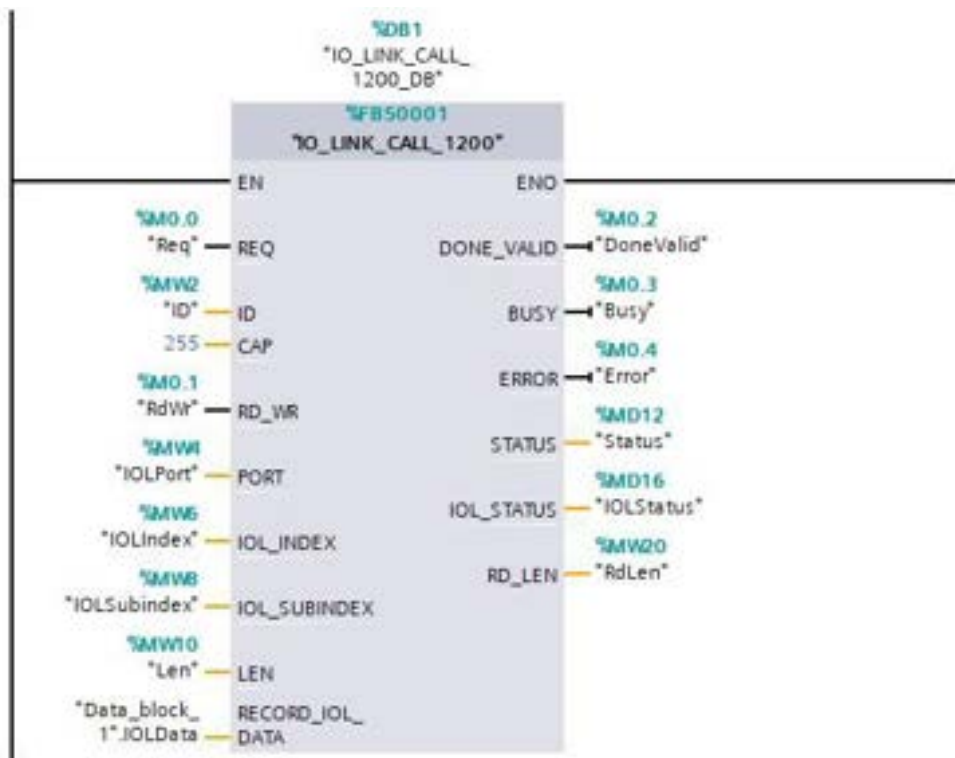 %DB1
"IO_LINK_CALL_
1200_DB"
%FB50001
"IO_LINK_CALL_1200"
EN
ENO
%M0.0
"Req"
REQ
%M0.2
DONE_VALID
"DoneValid"
%MW2
"ID"
ID
%M0.3
BUSY
"Busy"
255
CAP
%M0.4
ERROR
"Error"
%M0.1
"RdWr"
RD_WR
%MD12
STATUS
"Status"
%MW4
"IOLPort"
PORT
%MD16
IOL_STATUS
"IOLStatus"
%MW6
"IOLIndex"
IOL_INDEX
%MW20
RD_LEN
"RdLen"
%MW8
"IOLSubindex"
IOL_SUBINDEX
%MW10
"Len"
LEN
"Data_block_
1".IOLData
RECORD_IOL_
DATA